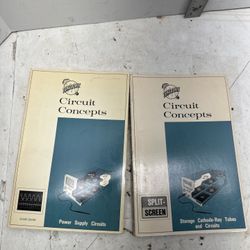 Circuit
Concepts
Power Supply Circuits
Circuit
Concepts
SPLIT-
SCREEN
Storage Cathode-Ray Tubes
and Circuits